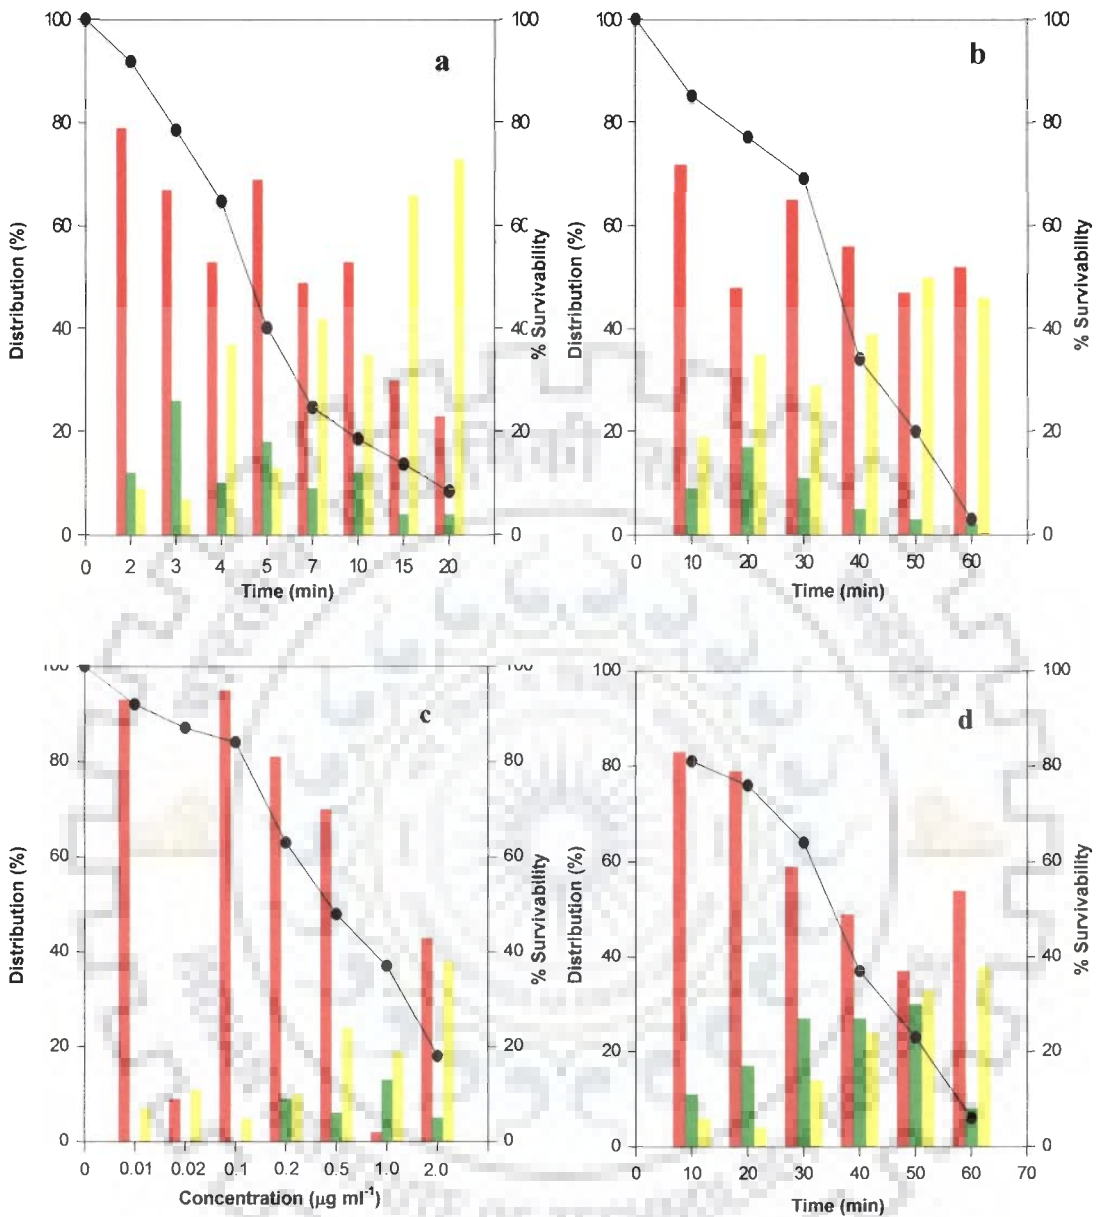 a
100
80
60
40
20
0
Distribution (%)
100
80
60
40
20
0
% Survivability
0 2 3 4 5 7 10 15 20
Time (min)
b
100
80
60
40
20
0
Distribution (%)
100
80
60
40
20
0
% Survivability
0 10 20 30 40 50 60
Time (min)
c
100
80
60
40
20
0
Distribution (%)
100
80
60
40
20
0
% Survivability
0 0.01 0.02 0.1 0.2 0.5 1.0 2.0
Concentration (μg ml⁻¹)
d
100
80
60
40
20
0
Distribution (%)
100
80
60
40
20
0
% Survivability
0 10 20 30 40 50 60 70
Time (min)